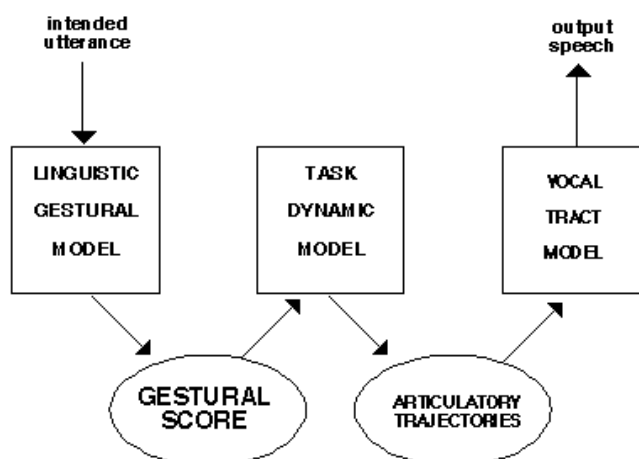 intended
utterance
output
speech
LINGUISTIC
GESTURAL
MODEL
TASK
DYNAMIC
MODEL
VOCAL
TRACT
MODEL
GESTURAL
SCORE
ARTICULATORY
TRAJECTORIES